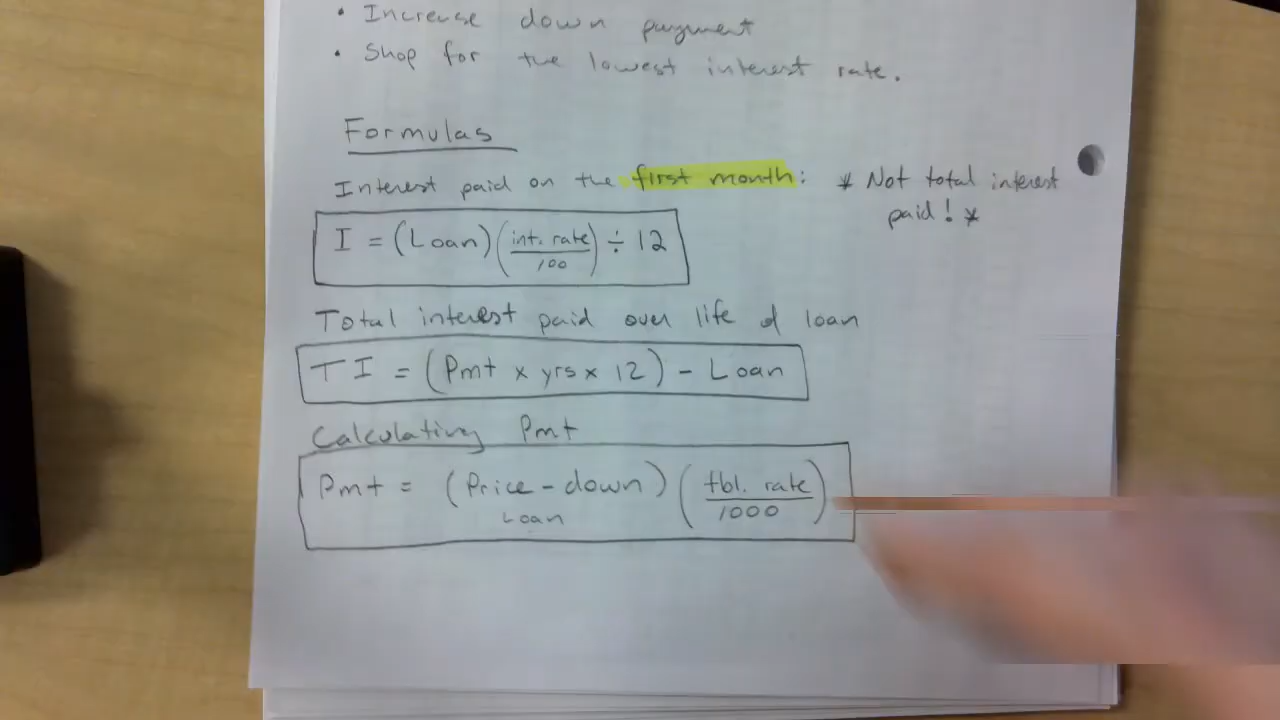 • Increase down payment
• Shop for the lowest interest rate.
Formulas
Interest paid on the first month: * Not total interest paid! *
I = (Loan) (int. rate/100) ÷ 12
Total interest paid over life of loan
TI = (Pmt x yrs x 12) - Loan
Calculating Pmt
Pmt = (Price - down) (tbl. rate/1000)
Loan